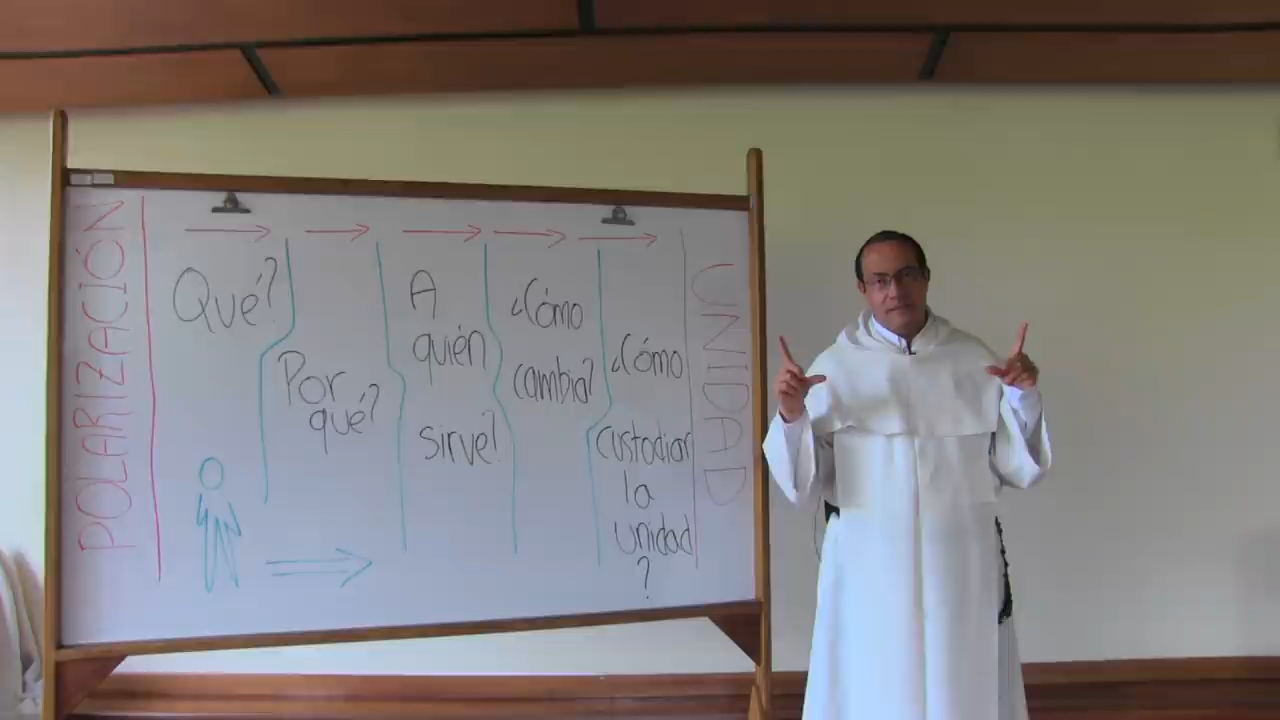 POLARIZACIÓN
Qué?
Por
qué?
A
quién
sirve?
¿Cómo
cambia?
¿Cómo
custodiar
la
unidad
?
UNIDAD